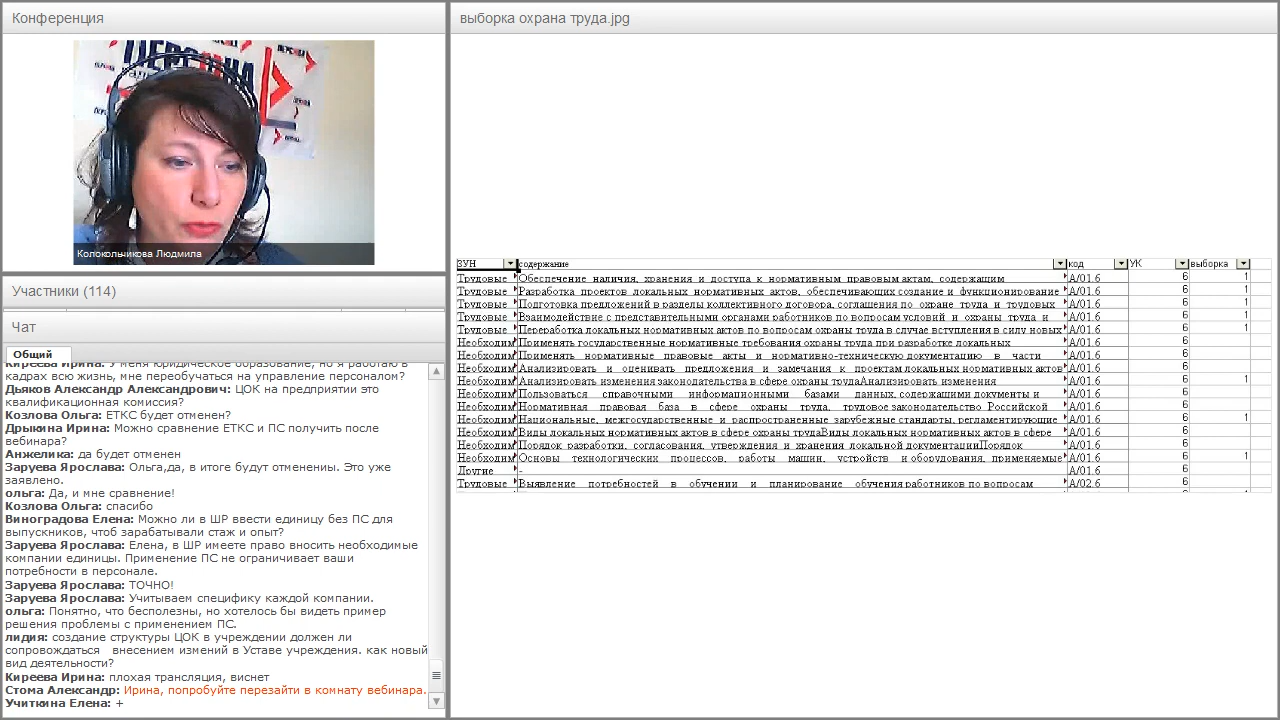 Конференция
ПЕРСОНА
Колокольчикова Людмила
Участники (114)
Чат
Общий
Киреева Ирина: У меня юридическое образование, но я работаю в
кадрах всю жизнь, мне переобучаться на управление персоналом?
Дьяков Александр Александрович: ЦОК на предприятии это
квалификационная комиссия?
Козлова Ольга: ЕТКС будет отменен?
Дрыкина Ирина: Можно сравнение ЕТКС и ПС получить после
вебинара?
Анжелика: да будет отменен
Заруева Ярослава: Ольга,да, в итоге будут отменениы. Это уже
заявлено.
ольга: Да, и мне сравнение!
Козлова Ольга: спасибо
Виноградова Елена: Можно ли в ШР ввести единицу без ПС для
выпускников, чтоб зарабатывали стаж и опыт?
Заруева Ярослава: Елена, в ШР имеете право вносить необходимые
компании единицы. Применение ПС не ограничивает ваши
потребности в персонале.
Заруева Ярослава: ТОЧНО!
Заруева Ярослава: Учитываем специфику каждой компании.
ольга: Понятно, что бесполезны, но хотелось бы видеть пример
решения проблемы с применением ПС.
лидия: создание структуры ЦОК в учреждении должен ли
сопровождаться внесением измений в Уставе учреждения. как новый
вид деятельности?
Киреева Ирина: плохая трансляция, виснет
Стома Александр: Ирина, попробуйте перезайти в комнату вебинара.
Учиткина Елена: +
выборка охрана труда.jpg
ЗУН содержание код УК выборка
Трудовые Обеспечение наличия, хранения и доступа к нормативным правовым актам, содержащим А/01.6 6 1
Трудовые Разработка проектов локальных нормативных актов, обеспечивающих создание и функционирование А/01.6 6 1
Трудовые Подготовка предложений в разделы коллективного договора, соглашения по охране труда и трудовых А/01.6 6 1
Трудовые Взаимодействие с представительными органами работников по вопросам условий и охраны труда и А/01.6 6 1
Трудовые Переработка локальных нормативных актов по вопросам охраны труда в случае вступления в силу новых А/01.6 6 1
Необходим Применять государственные нормативные требования охраны труда при разработке локальных А/01.6 6
Необходим Применять нормативные правовые акты и нормативно-техническую документацию в части А/01.6 6
Необходим Анализировать и оценивать предложения и замечания к проектам локальных нормативных актов А/01.6 6
Необходим Анализировать изменения законодательства в сфере охраны трудаАнализировать изменения А/01.6 6 1
Необходим Пользоваться справочными информационными базами данных, содержащими документы и А/01.6 6
Необходим Нормативная правовая база в сфере охраны труда, трудовое законодательство Российской А/01.6 6
Необходим Национальные, межгосударственные и распространенные зарубежные стандарты, регламентирующие А/01.6 6 1
Необходим Виды локальных нормативных актов в сфере охраны трудаВиды локальных нормативных актов в сфере А/01.6 6
Необходим Порядок разработки, согласования, утверждения и хранения локальной документацииПорядок А/01.6 6
Необходим Основы технологических процессов, работы машин, устройств и оборудования, применяемые А/01.6 6 1
Другие - А/01.6 6
Трудовые Выявление потребностей в обучении и планирование обучения работников по вопросам А/02.6 6